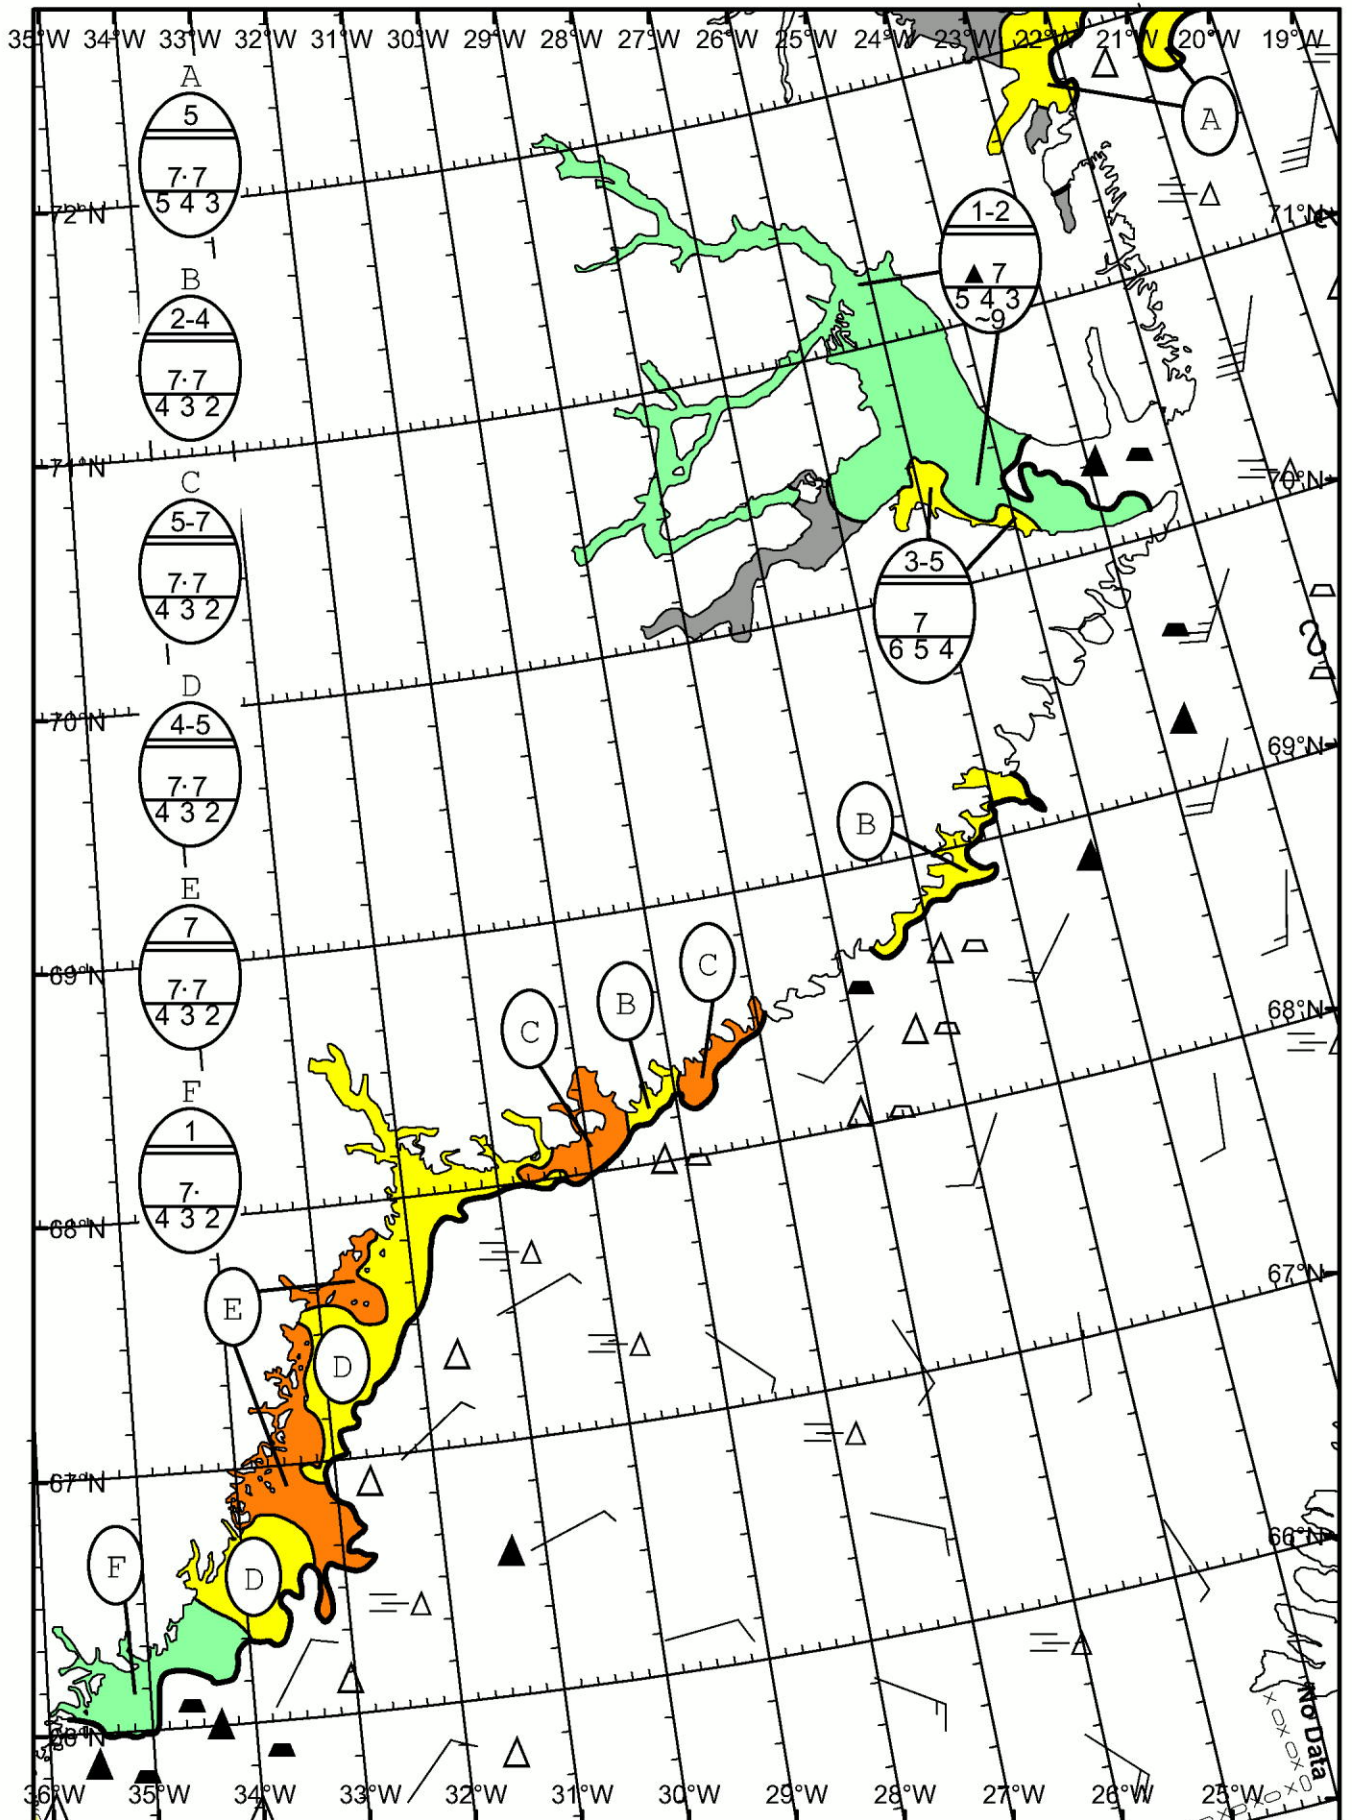 35°W 34°W 33°W 32°W 31°W 30°W 29°W 28°W 27°W 26°W 25°W 24°W 23°W 22°W 21°W 20°W 19°W
A
5
7·7
5 4 3
A
72°N
71°N
1-2
▲ 7
5 4 3
~9
B
2-4
7·7
4 3 2
71°N
70°N
C
5-7
7·7
4 3 2
3-5
7
6 5 4
D
4-5
7·7
4 3 2
70°N
69°N
B
E
7
7·7
4 3 2
69°N
68°N
C
B
C
F
1
7·
4 3 2
68°N
67°N
E
D
67°N
66°N
F
D
66°N
No Data
36°W 35°W 34°W 33°W 32°W 31°W 30°W 29°W 28°W 27°W 26°W 25°W